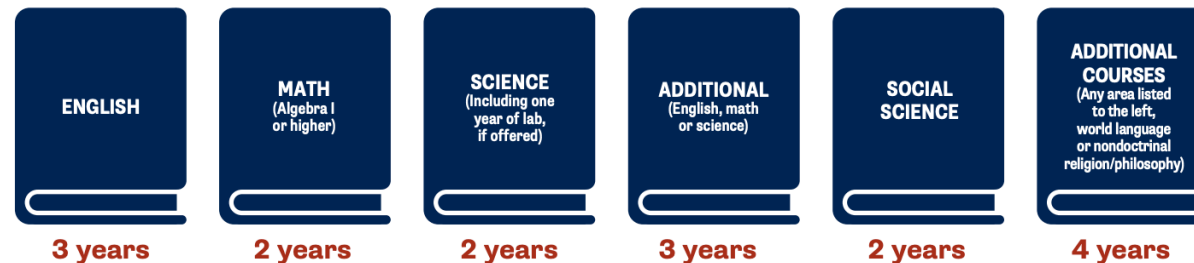 ENGLISH
3 years
MATH
(Algebra I
or higher)
2 years
SCIENCE
(Including one
year of lab,
if offered)
2 years
ADDITIONAL
(English, math
or science)
3 years
SOCIAL
SCIENCE
2 years
ADDITIONAL
COURSES
(Any area listed
to the left,
world language
or nondoctrinal
religion/philosophy)
4 years